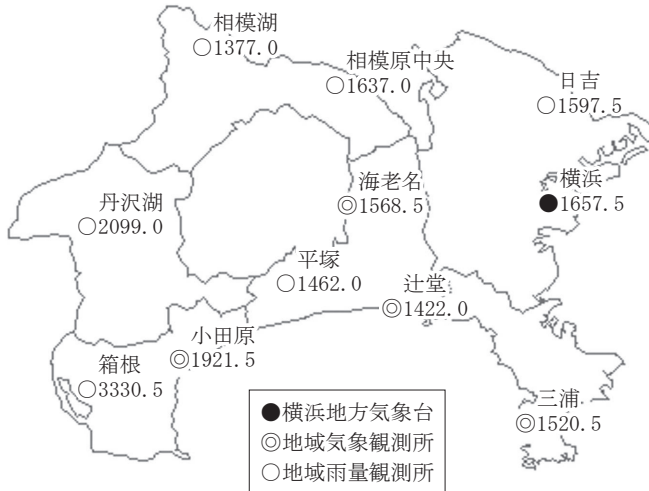 相模湖
○1377.0
相模原中央
○1637.0
日吉
○1597.5
海老名
◎1568.5
横浜
●1657.5
丹沢湖
○2099.0
平塚
○1462.0
辻堂
◎1422.0
小田原
◎1921.5
箱根
○3330.5
三浦
◎1520.5
●横浜地方気象台
◎地域気象観測所
○地域雨量観測所